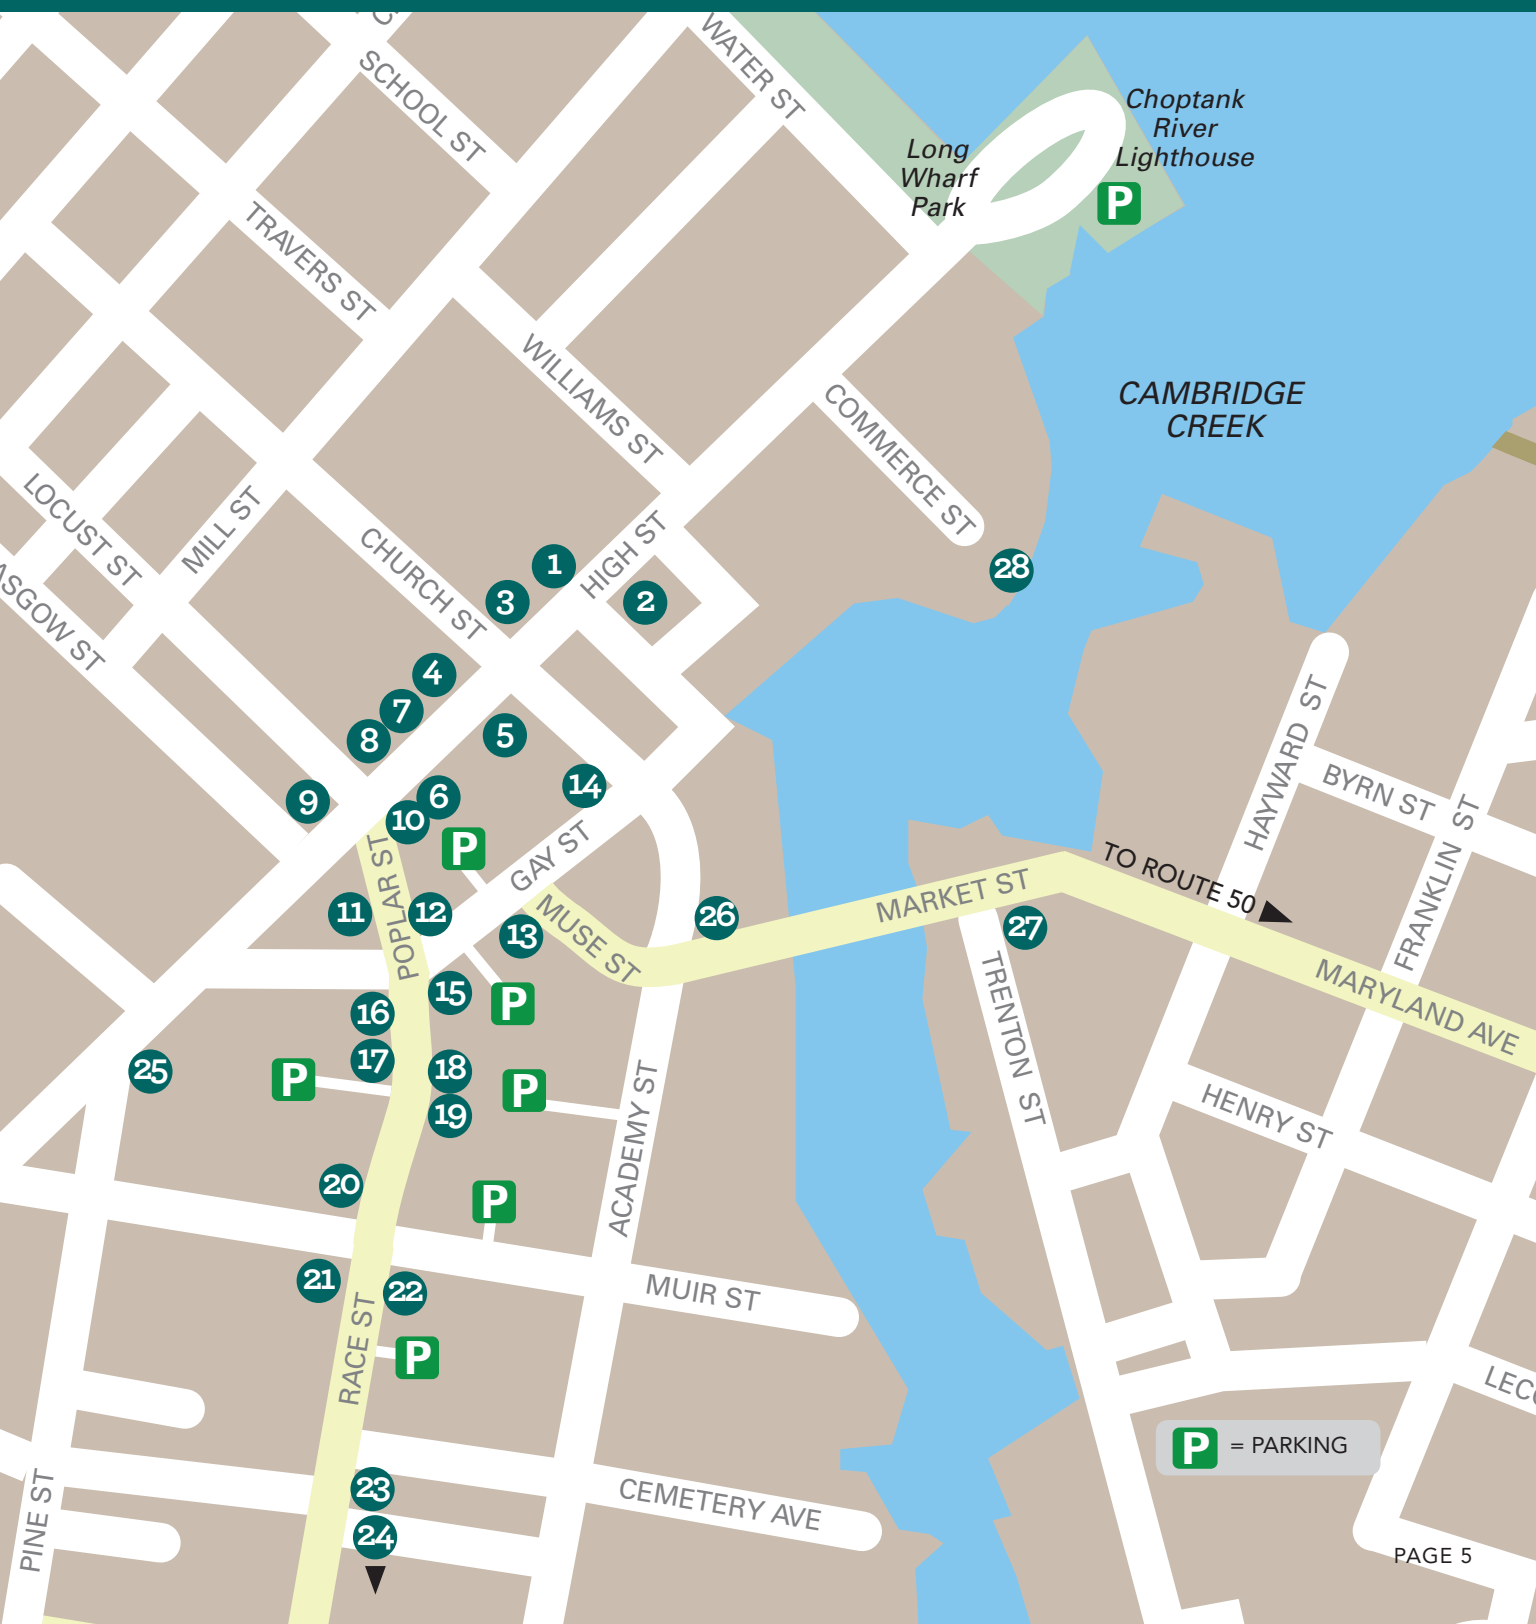 WATER ST
SCHOOL ST
Choptank
River
Lighthouse
Long
Wharf
Park
P
TRAVERS ST
WILLIAMS ST
CAMBRIDGE
CREEK
COMMERCE ST
LOCUST ST
MILL ST
CHURCH ST
HIGH ST
1
2
3
28
ASGOW ST
4
7
8
5
14
9
6
10
P
GAY ST
HAYWARD ST
BYRN ST
FRANKLIN ST
TO ROUTE 50
MARKET ST
POPLAR ST
11
12
13
MUSE ST
26
27
MARYLAND AVE
TRENTON ST
15
P
16
17
18
19
25
P
P
ACADEMY ST
HENRY ST
20
P
21
22
MUIR ST
RACE ST
P
LECO
P = PARKING
23
24
CEMETERY AVE
PINE ST
PAGE 5